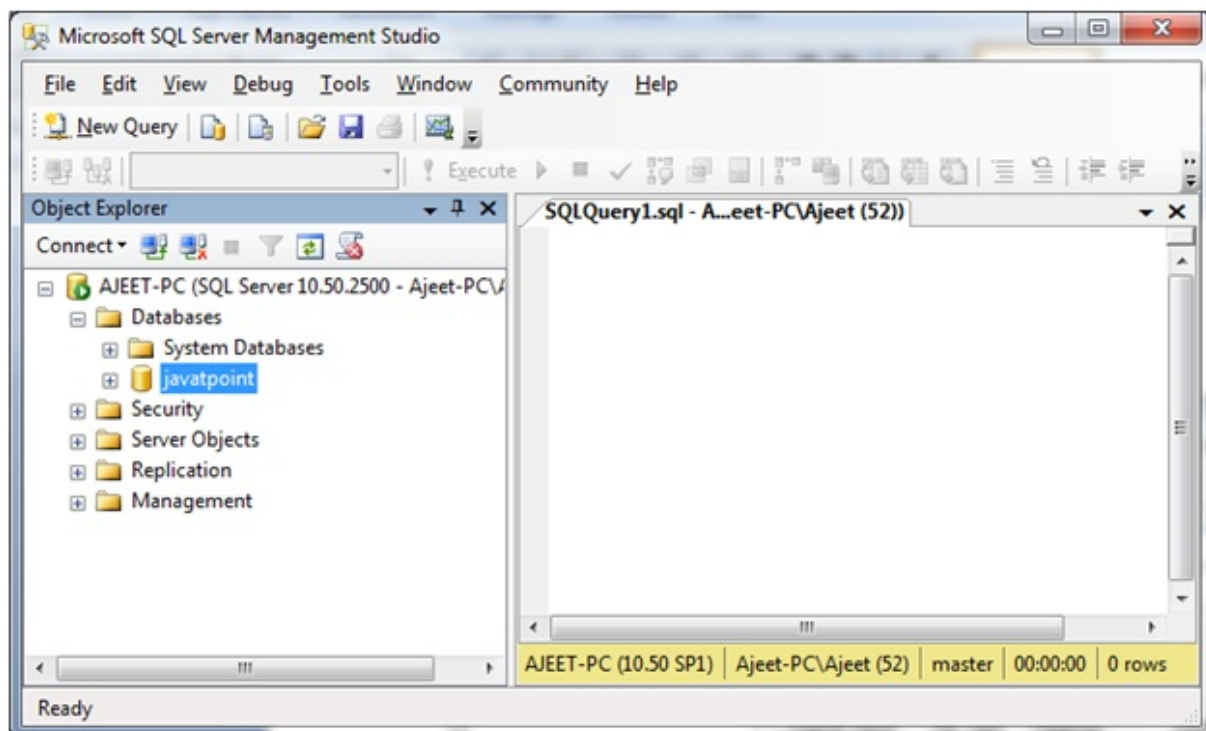 Microsoft SQL Server Management Studio
File Edit View Debug Tools Window Community Help
New Query
Execute
Object Explorer
SQLQuery1.sql - A...eet-PC\Ajeet (52))
Connect
AJEET-PC (SQL Server 10.50.2500 - Ajeet-PC\A
Databases
System Databases
javatpoint
Security
Server Objects
Replication
Management
AJEET-PC (10.50 SP1) Ajeet-PC\Ajeet (52) master 00:00:00 0 rows
Ready